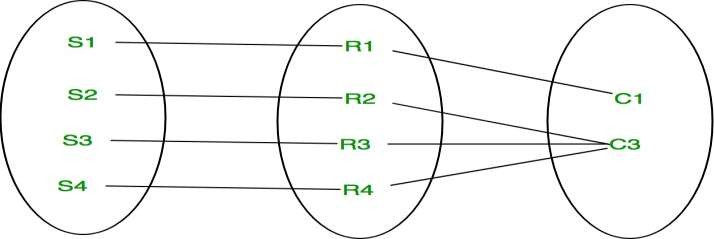 S1 R1
S2 R2 C1
S3 R3 C3
S4 R4